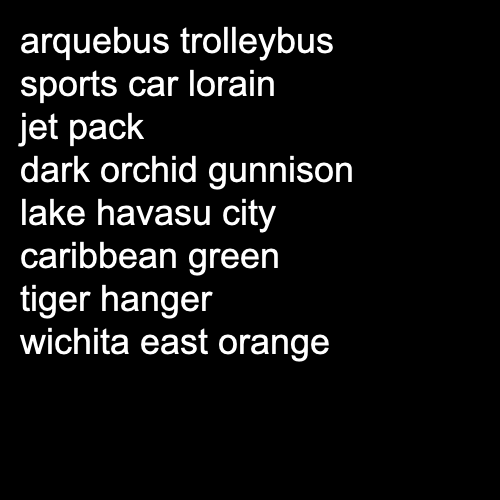 arquebus trolleybus
sports car lorain
jet pack
dark orchid gunnison
lake havasu city
caribbean green
tiger hanger
wichita east orange